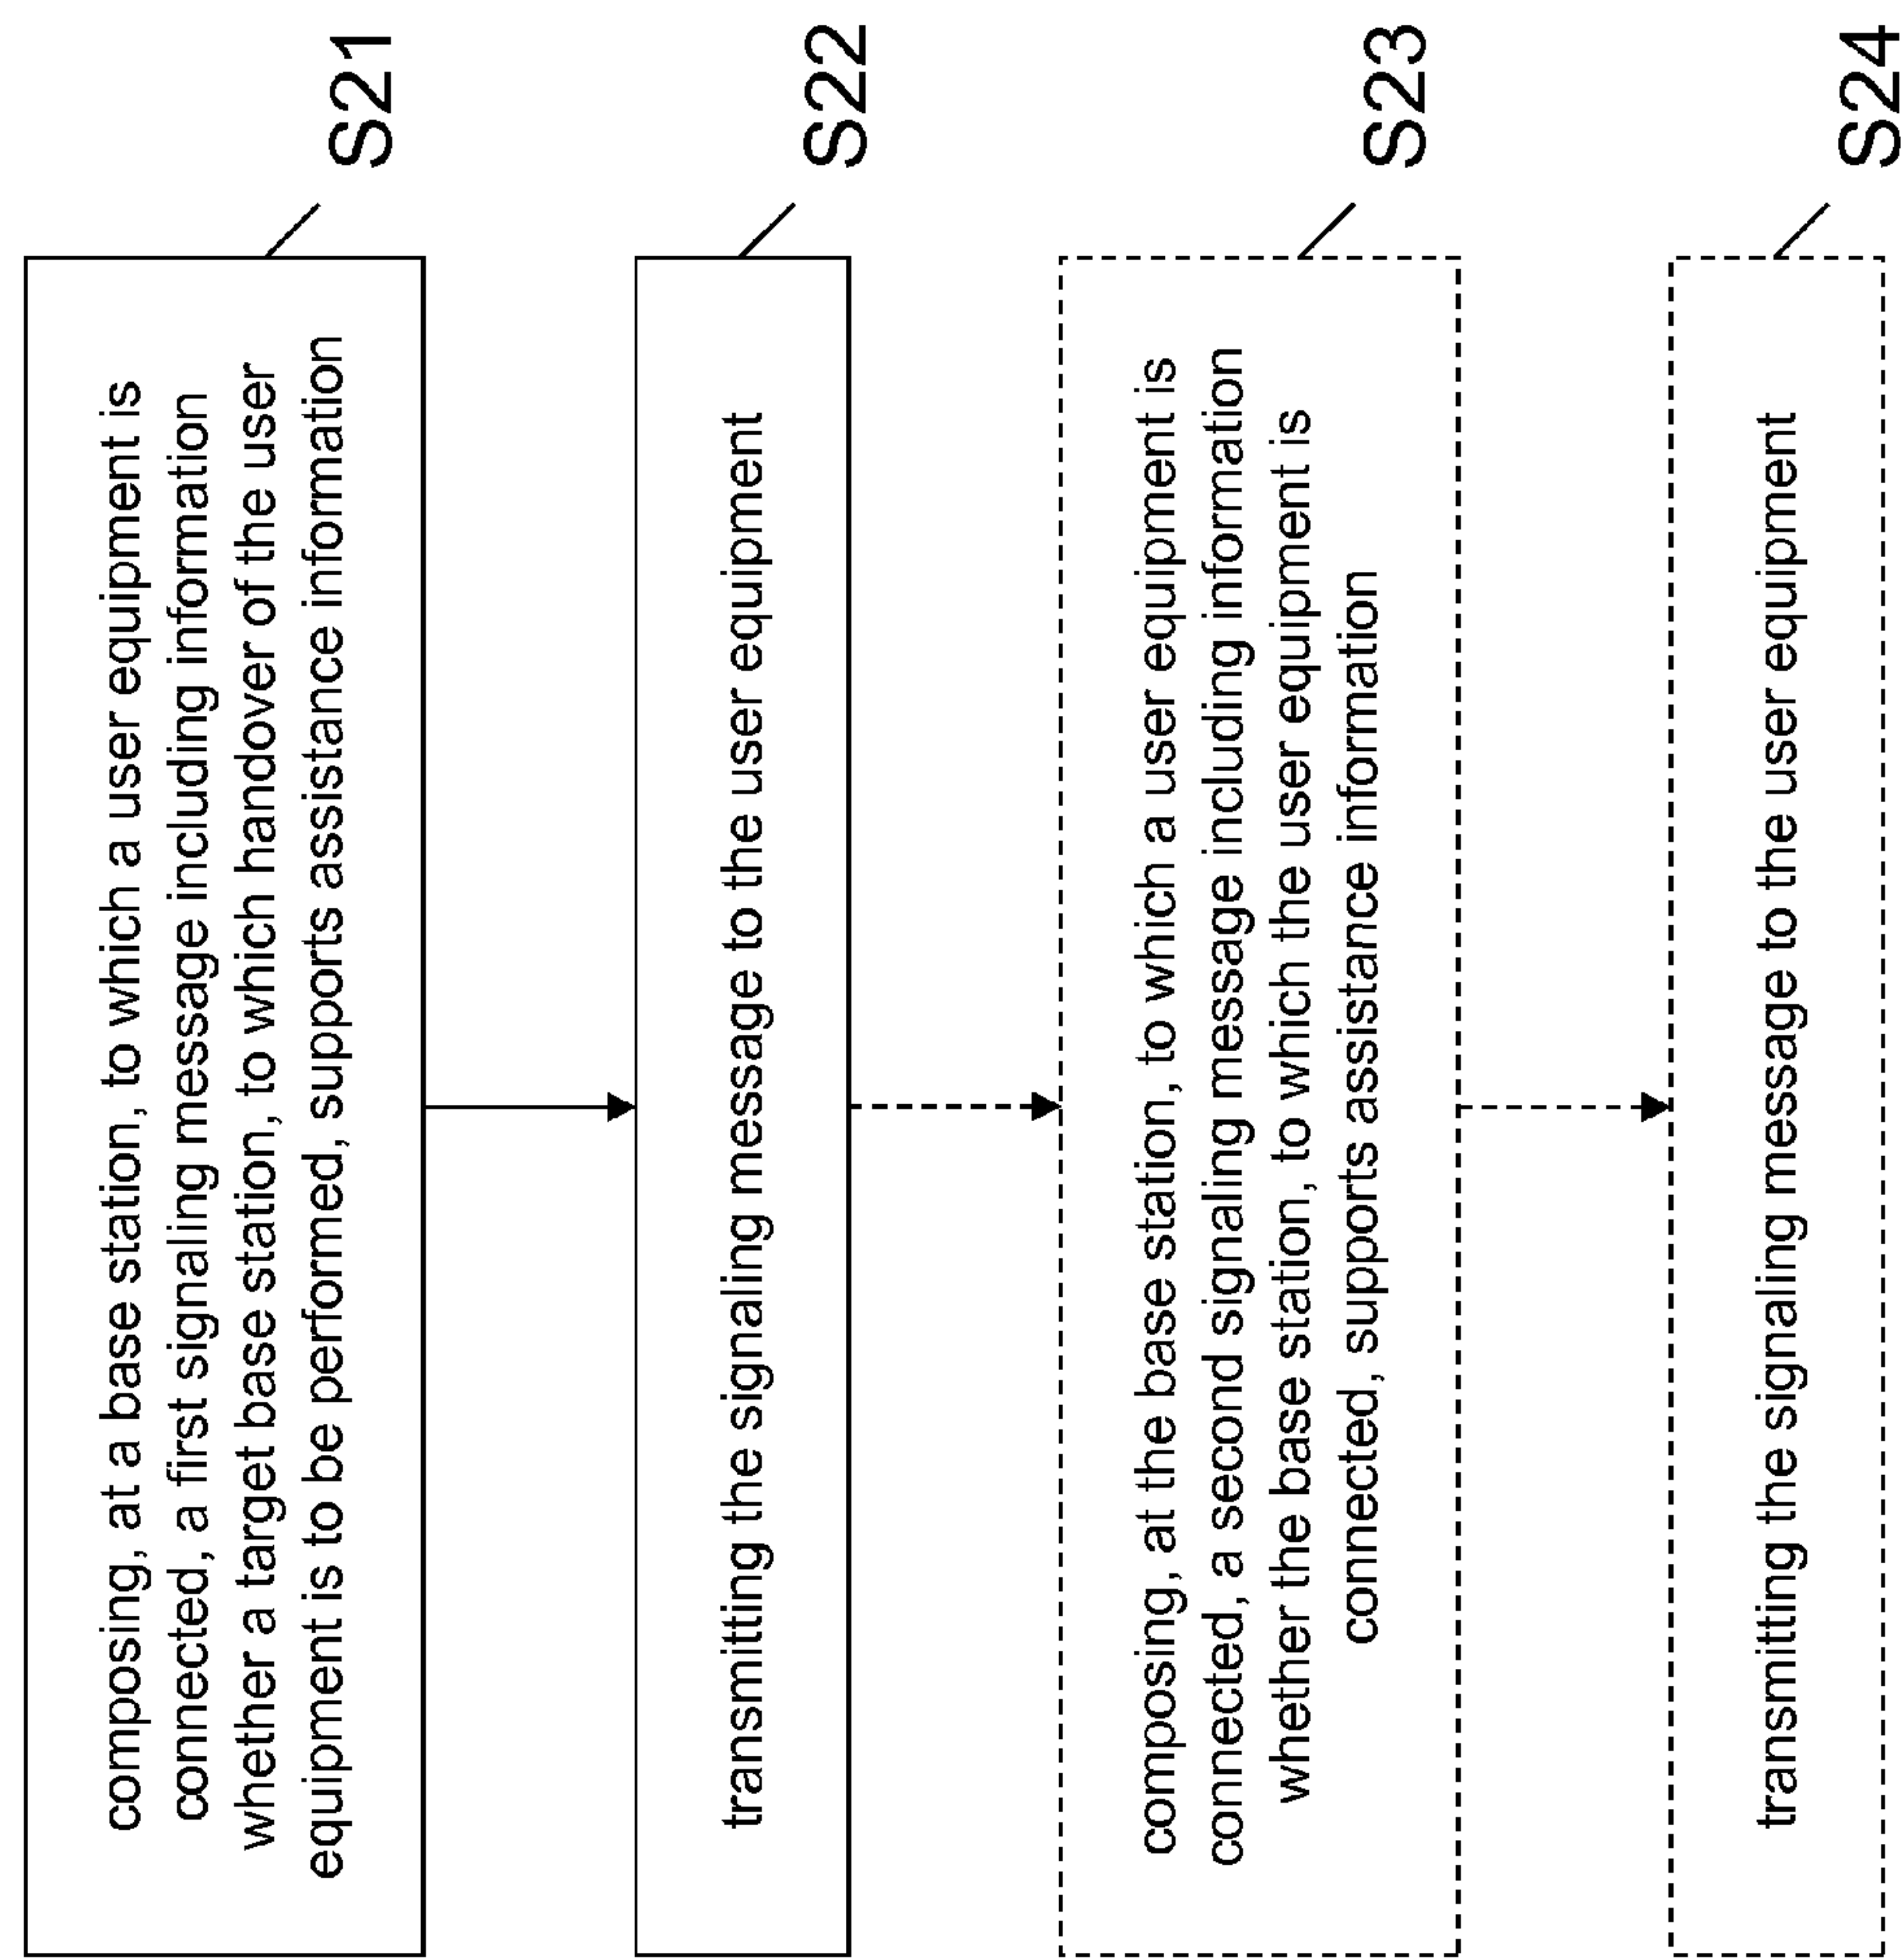 composing, at a base station, to which a user equipment is
connected, a first signaling message including information
whether a target base station, to which handover of the user
equipment is to be performed, supports assistance information
S21
transmitting the signaling message to the user equipment
S22
composing, at the base station, to which a user equipment is
connected, a second signaling message including information
whether the base station, to which the user equipment is
connected, supports assistance information
S23
transmitting the signaling message to the user equipment
S24